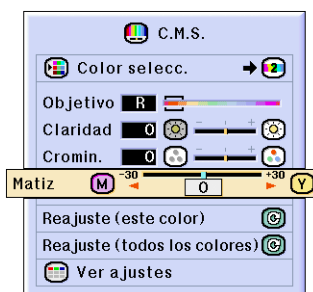 C.M.S.
Color selecc. 2
Objetivo R
Claridad 0 - +
Cromin. 0 - +
Matiz M -30 0 +30 Y
Reajuste (este color)
Reajuste (todos los colores)
Ver ajustes